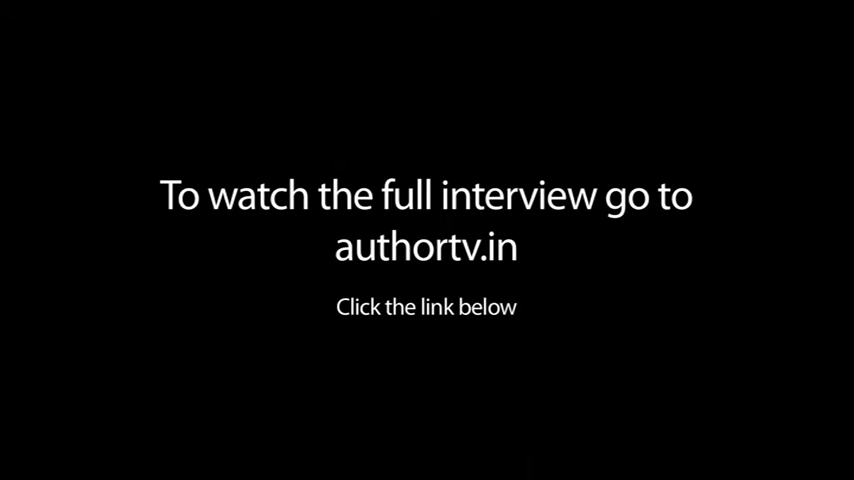 To watch the full interview go to
authortv.in
Click the link below